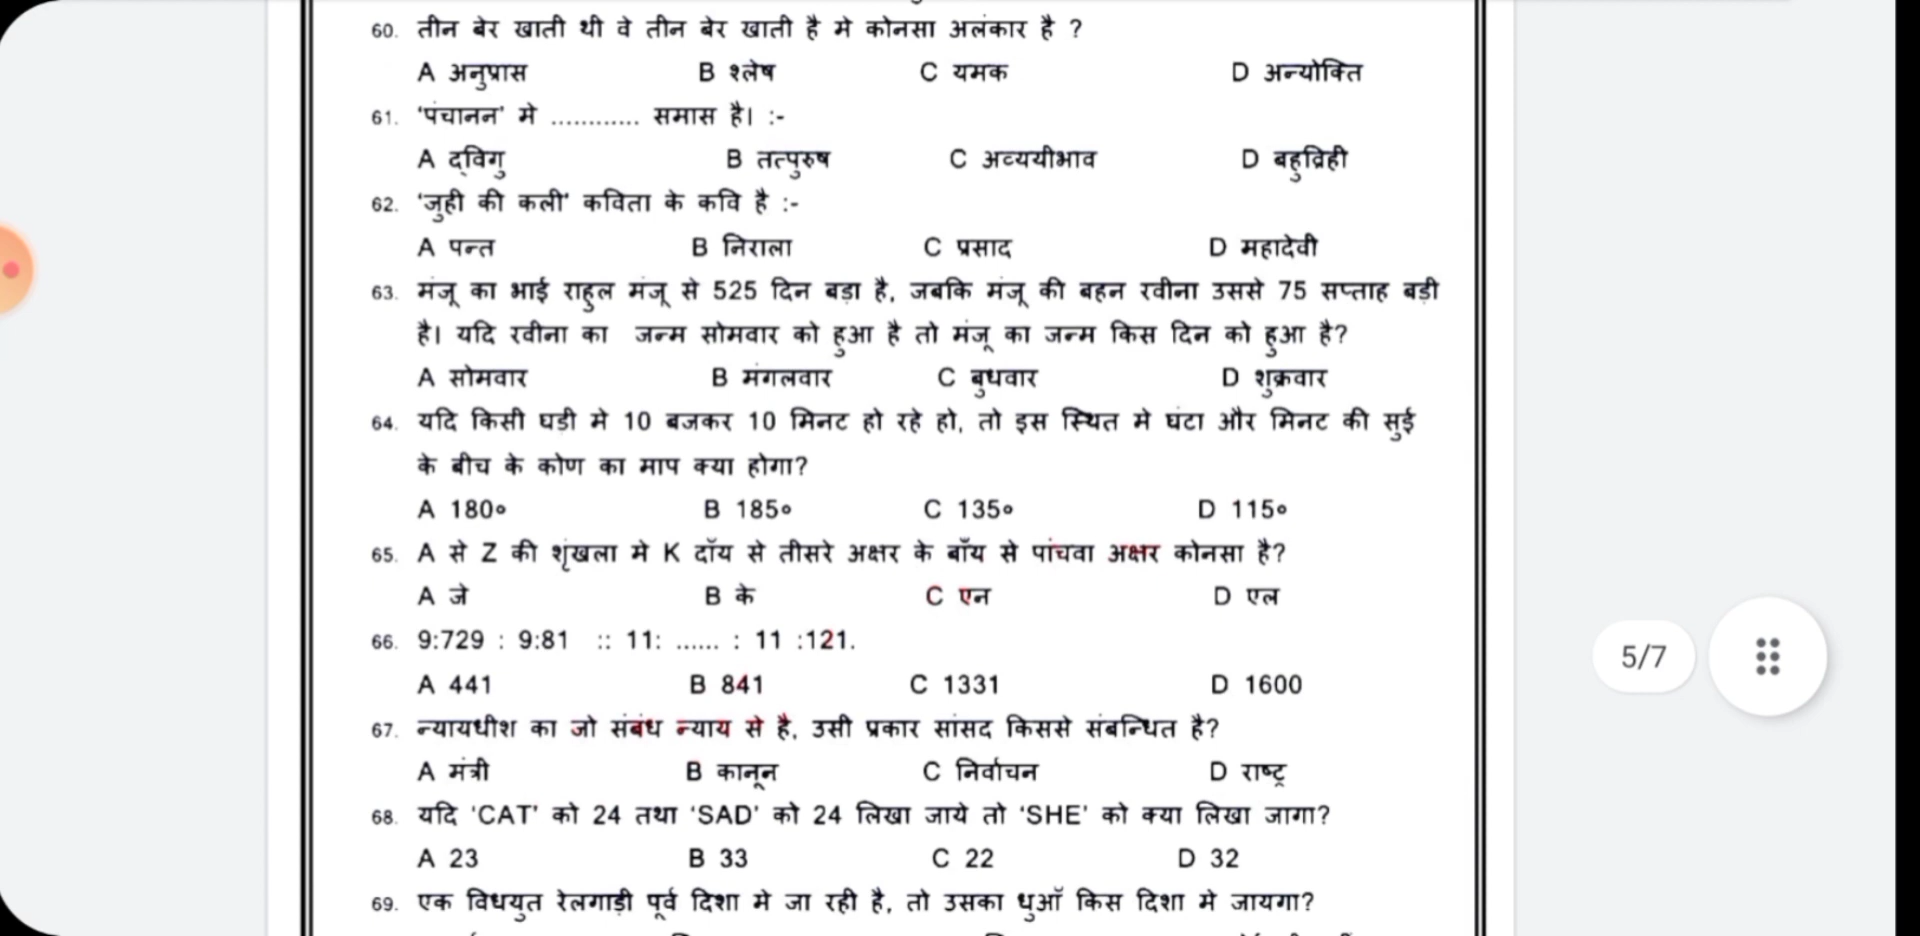 60. तीन बेर खाती थी वे तीन बेर खाती है मे कोनसा अलंकार है ?
A अनुप्रास B श्लेष C यमक D अन्योक्ति
61. 'पंचानन' मे ............ समास है। :-
A द्विगु B तत्पुरुष C अव्ययीभाव D बहुव्रिही
62. 'जुही की कली' कविता के कवि है :-
A पन्त B निराला C प्रसाद D महादेवी
63. मंजू का भाई राहुल मंजू से 525 दिन बड़ा है, जबकि मंजू की बहन रवीना उससे 75 सप्ताह बड़ी
है। यदि रवीना का जन्म सोमवार को हुआ है तो मंजू का जन्म किस दिन को हुआ है?
A सोमवार B मंगलवार C बुधवार D शुक्रवार
64. यदि किसी घड़ी मे 10 बजकर 10 मिनट हो रहे हो, तो इस स्थित मे घंटा और मिनट की सुई
के बीच के कोण का माप क्या होगा?
A 180० B 185० C 135० D 115०
65. A से Z की शृंखला मे K दाॅय से तीसरे अक्षर के बाॅय से पांचवा अक्षर कोनसा है?
A जे B के C एन D एल
66. 9:729 : 9:81 :: 11: ...... : 11 :121.
A 441 B 841 C 1331 D 1600
67. न्यायधीश का जो संबंध न्याय से है, उसी प्रकार सांसद किससे संबन्धित है?
A मंत्री B कानून C निर्वाचन D राष्ट्र
5/7
68. यदि 'CAT' को 24 तथा 'SAD' को 24 लिखा जाये तो 'SHE' को क्या लिखा जागा?
A 23 B 33 C 22 D 32
69. एक विधयुत रेलगाड़ी पूर्व दिशा मे जा रही है, तो उसका धुआँ किस दिशा मे जायगा?